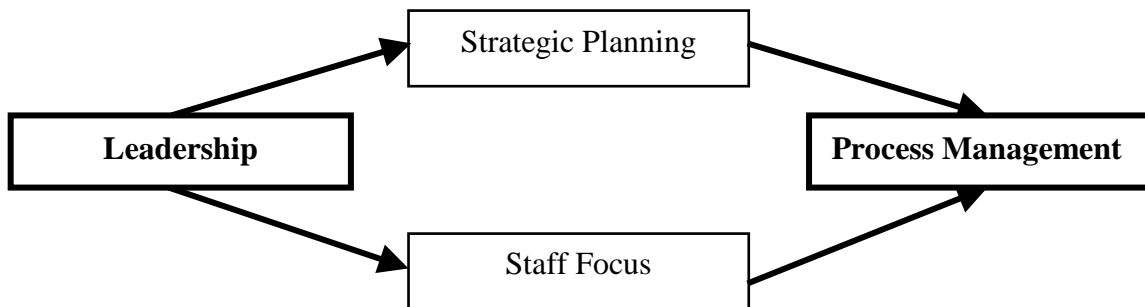 Strategic Planning
Leadership
Process Management
Staff Focus